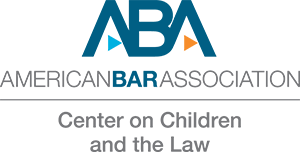 ABA
AMERICANBARASSOCIATION
Center on Children
and the Law